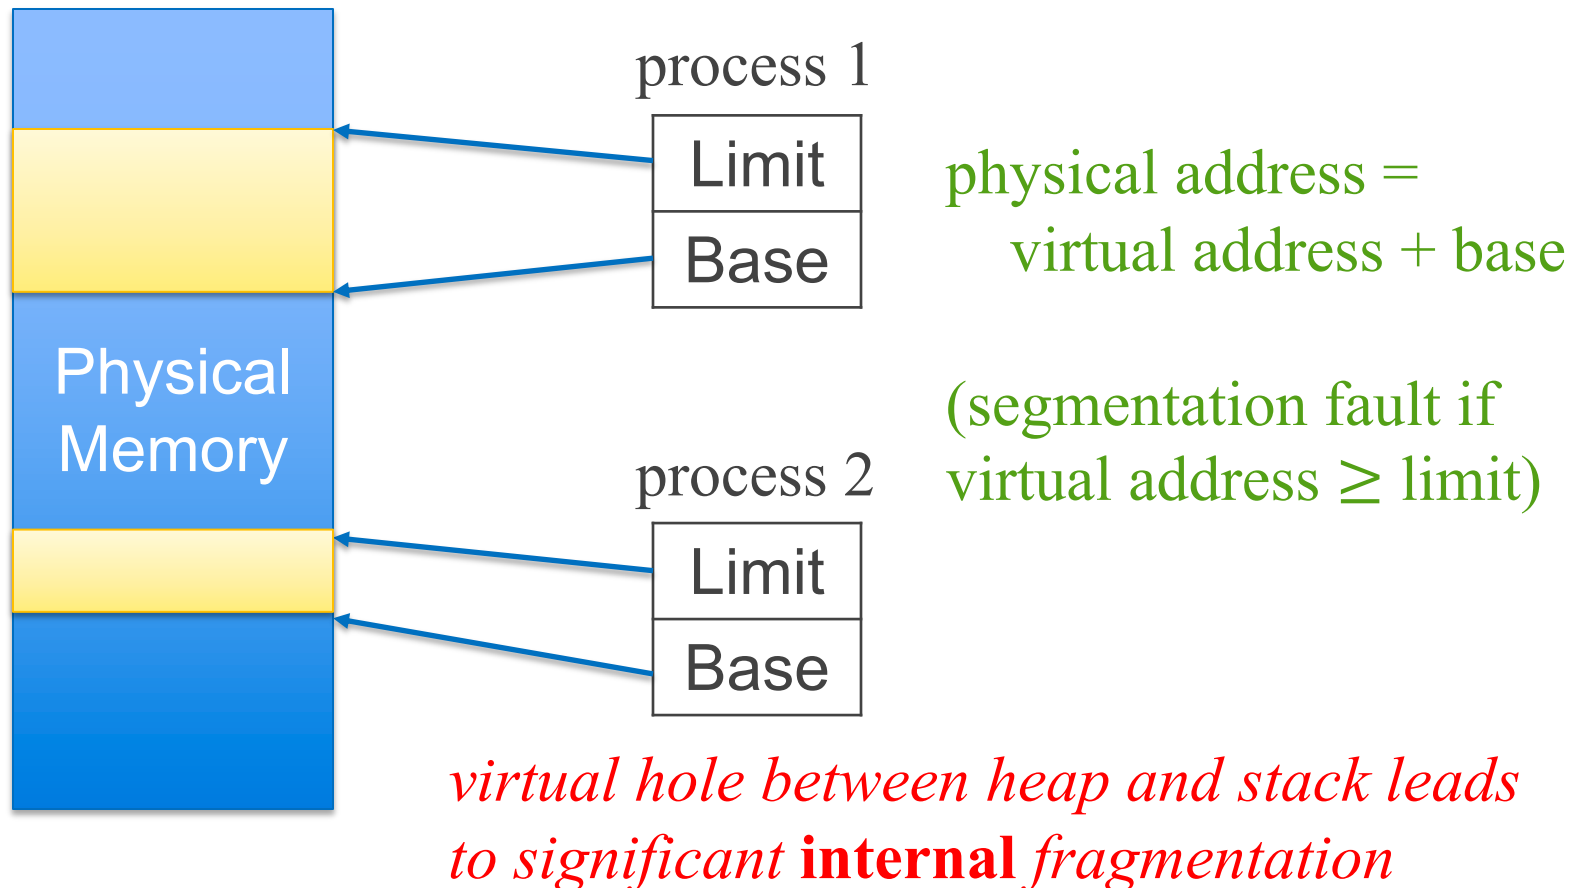 process 1
Limit
Base
physical address =
virtual address + base
Physical
Memory
(segmentation fault if
virtual address ≥ limit)
process 2
Limit
Base
virtual hole between heap and stack leads
to significant internal fragmentation